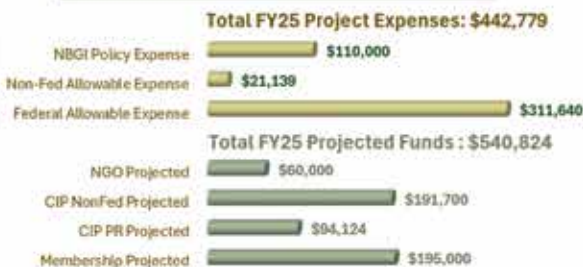 Total FY25 Project Expenses: $442,779
NBGI Policy Expense $110,000
Non-Fed Allowable Expense $21,139
Federal Allowable Expense $311,640
Total FY25 Projected Funds : $540,824
NGO Projected $60,000
CIP NonFed Projected $191,700
CIP PR Projected $94,124
Membership Projected $195,000